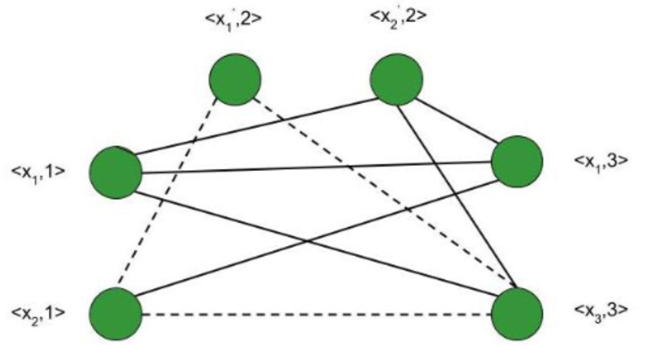 <x₁',2> <x₂',2>
<x₁,1> <x₁,3>
<x₂,1> <x₃,3>